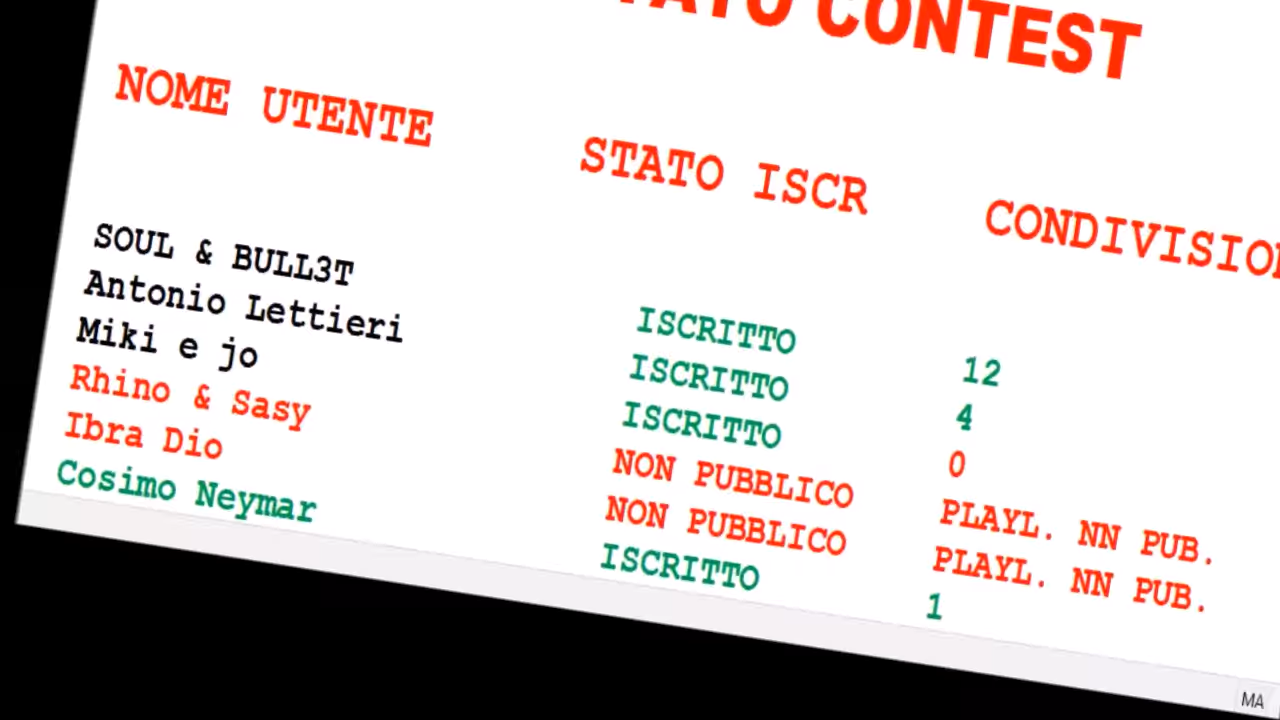 CONTEST
NOME UTENTE STATO ISCR
SOUL & BULL3T ISCRITTO 12
Antonio Lettieri ISCRITTO 4
Miki e jo ISCRITTO 0
Rhino & Sasy NON PUBBLICO PLAYL. NN PUB.
Ibra Dio NON PUBBLICO PLAYL. NN PUB.
Cosimo Neymar ISCRITTO 1
MA